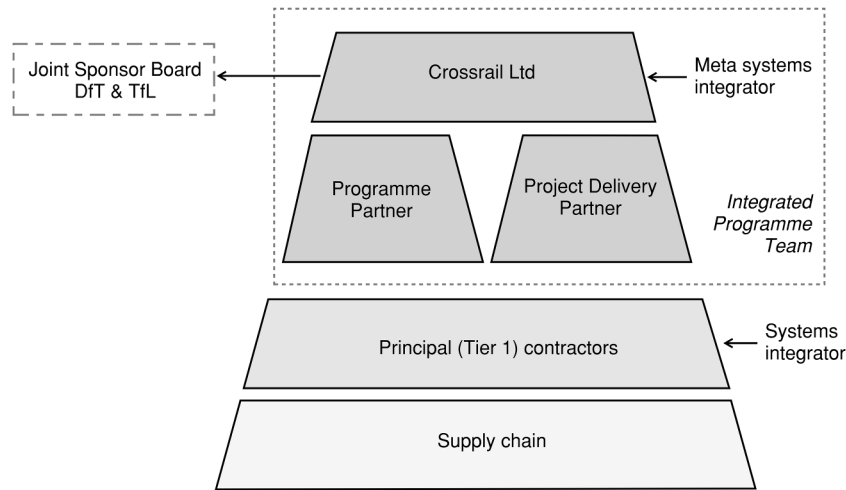 Joint Sponsor Board
DfT & TfL
Crossrail Ltd
Meta systems
integrator
Programme
Partner
Project Delivery
Partner
Integrated
Programme
Team
Principal (Tier 1) contractors
Systems
integrator
Supply chain